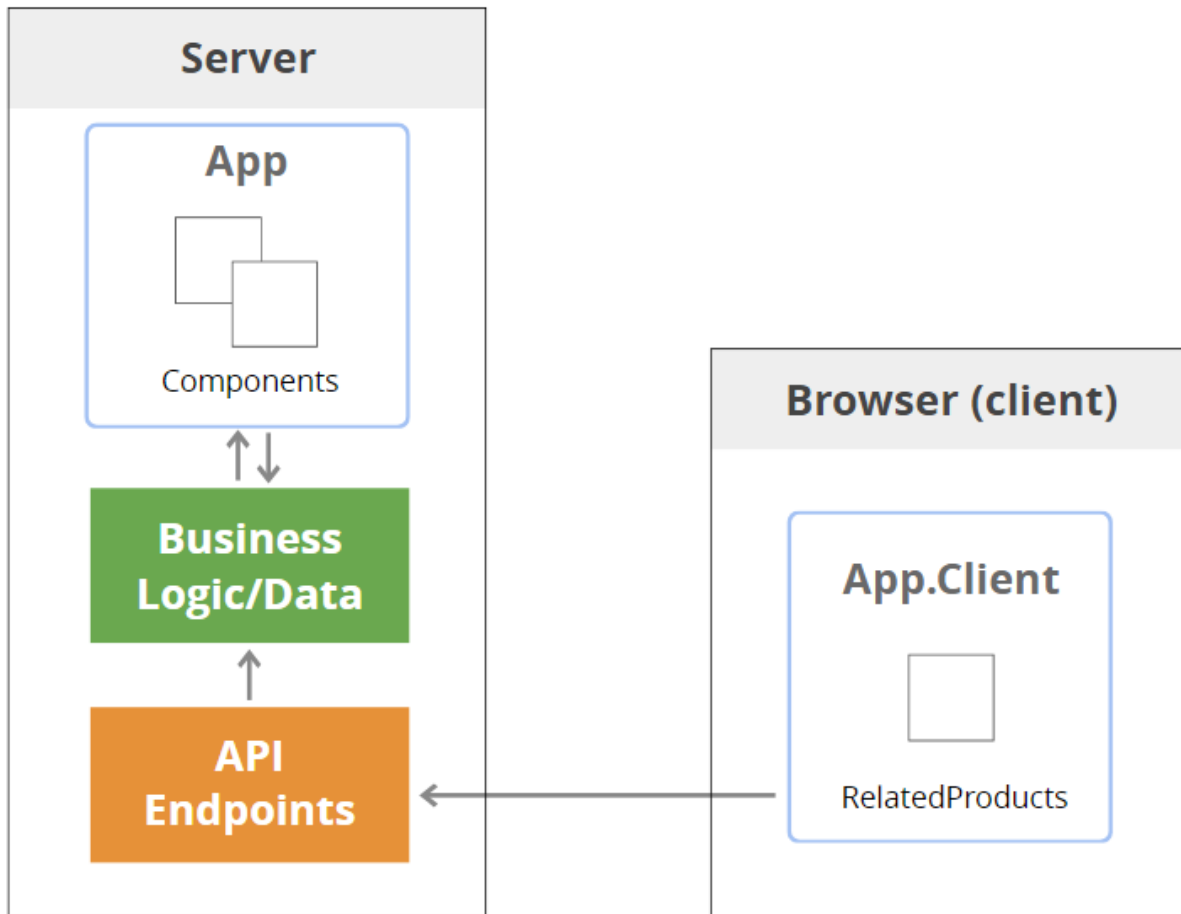 Server
App
Components
Business
Logic/Data
API
Endpoints
Browser (client)
App.Client
RelatedProducts